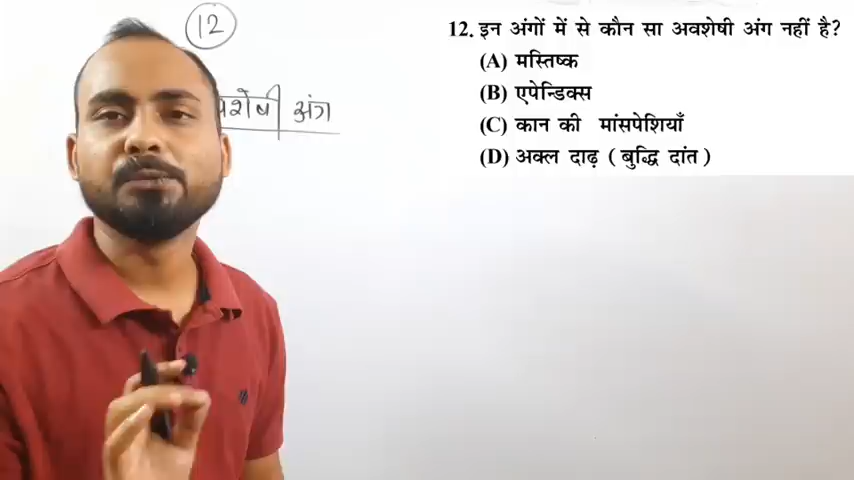 12
शेषी अंग
12. इन अंगों में से कौन सा अवशेषी अंग नहीं है?
(A) मस्तिष्क
(B) एपेन्डिक्स
(C) कान की मांसपेशियाँ
(D) अक्ल दाढ़ ( बुद्धि दांत )